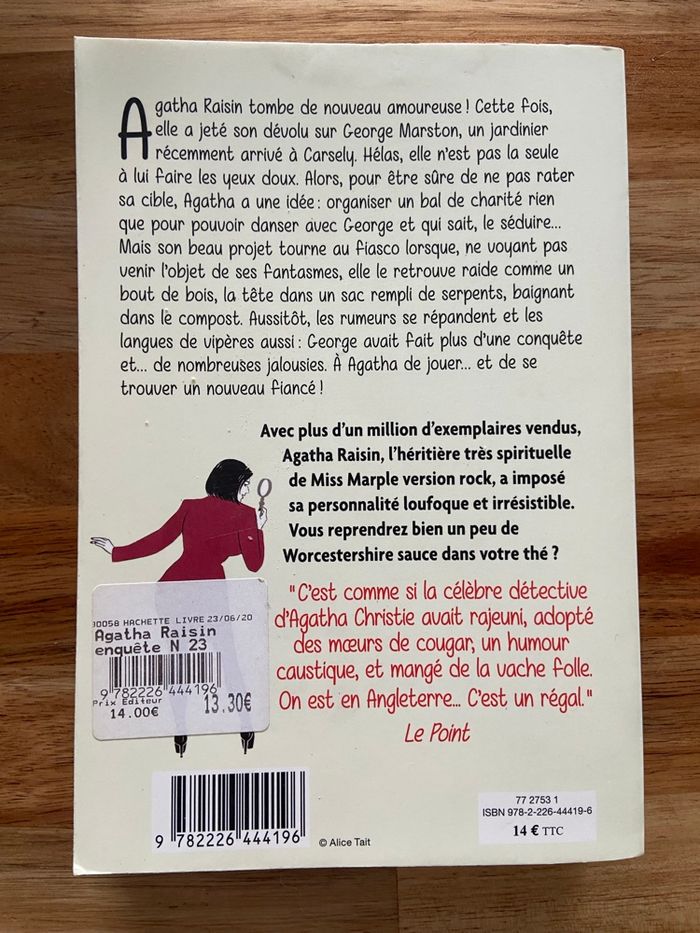 Agatha Raisin tombe de nouveau amoureuse ! Cette fois,
elle a jeté son dévolu sur George Marston, un jardinier
récemment arrivé à Carsely. Hélas, elle n'est pas la seule
à lui faire les yeux doux. Alors, pour être sûre de ne pas rater
sa cible, Agatha a une idée : organiser un bal de charité rien
que pour pouvoir danser avec George et qui sait, le séduire...
Mais son beau projet tourne au fiasco lorsque, ne voyant pas
venir l'objet de ses fantasmes, elle le retrouve raide comme un
bout de bois, la tête dans un sac rempli de serpents, baignant
dans le compost. Aussitôt, les rumeurs se répandent et les
langues de vipères aussi : George avait fait plus d'une conquête
et... de nombreuses jalousies. À Agatha de jouer... et de se
trouver un nouveau fiancé !
Avec plus d'un million d'exemplaires vendus,
Agatha Raisin, l'héritière très spirituelle
de Miss Marple version rock, a imposé
sa personnalité loufoque et irrésistible.
Vous reprendrez bien un peu de
Worcestershire sauce dans votre thé ?
"C'est comme si la célèbre détective
d'Agatha Christie avait rajeuni, adopté
des mœurs de cougar, un humour
caustique, et mangé de la vache folle.
On est en Angleterre... C'est un régal."
Le Point
HACHETTE LIVRE 23/06/20
Agatha Raisin
enquête N 23
9 782226 444196
Prix Editeur
14.00€
13.30€
9 782226 444196
© Alice Tait
77 2753 1
ISBN 978-2-226-44419-6
14 € TTC